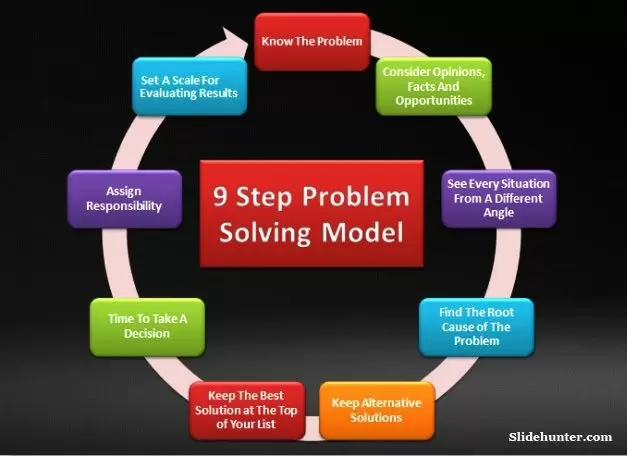 Know The Problem
Consider Opinions,
Facts And
Opportunities
See Every Situation
From A Different
Angle
Find The Root
Cause of The
Problem
Keep Alternative
Solutions
Keep The Best
Solution at The Top
of Your List
Time To Take A
Decision
Assign
Responsibility
Set A Scale For
Evaluating Results
9 Step Problem
Solving Model
Slidehunter.com